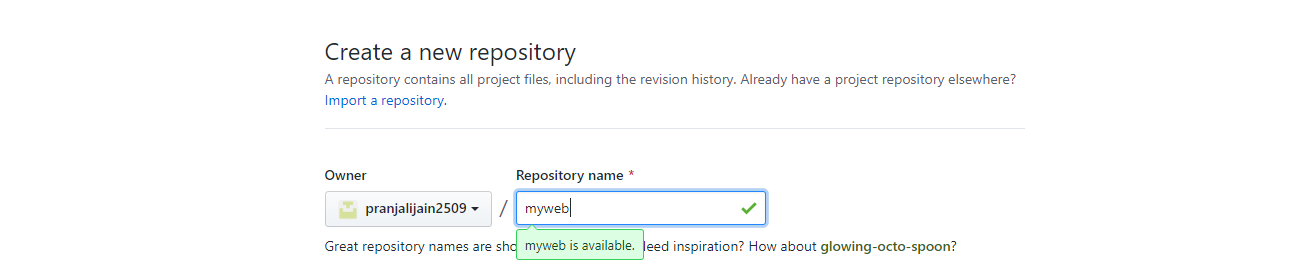 Create a new repository
A repository contains all project files, including the revision history. Already have a project repository elsewhere?
Import a repository.
Owner
Repository name *
pranjalijain2509 / myweb
myweb is available.
Great repository names are sho eed inspiration? How about glowing-octo-spoon?